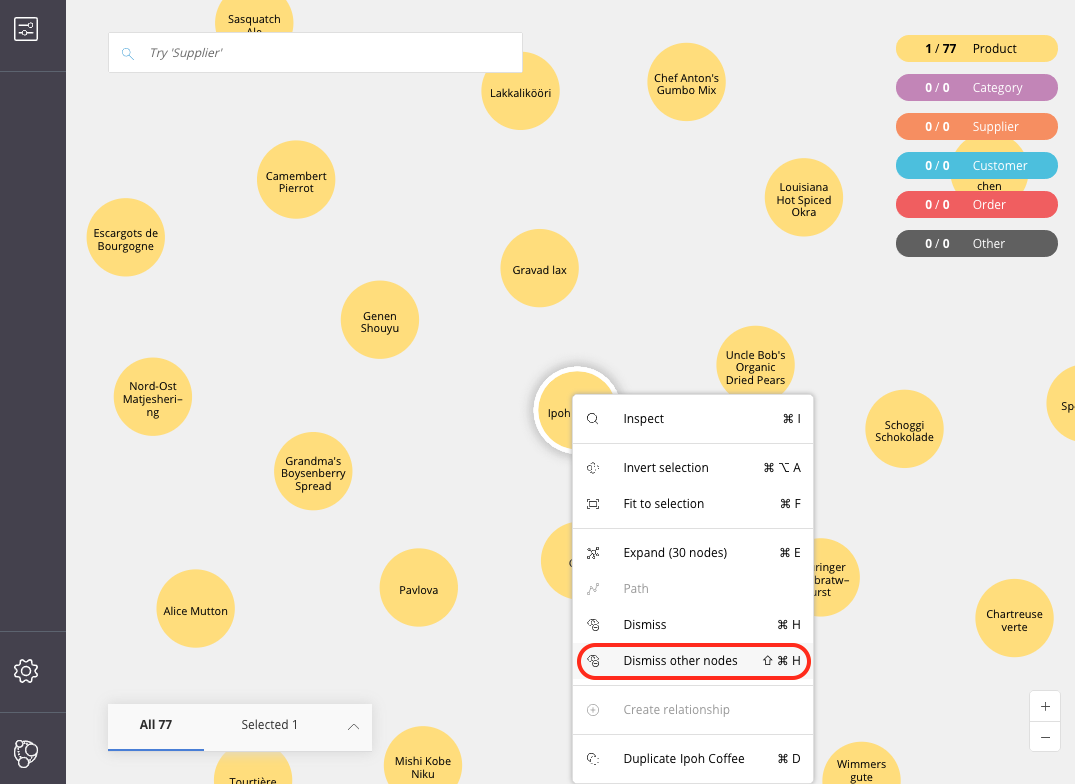 Sasquatch
Ale
Try 'Supplier'
Lakkalikööri
Chef Anton's
Gumbo Mix
1 / 77 Product
0 / 0 Category
0 / 0 Supplier
0 / 0 Customer
chen
0 / 0 Order
0 / 0 Other
Camembert
Pierrot
Louisiana
Hot Spiced
Okra
Escargots de
Bourgogne
Gravad lax
Genen
Shouyu
Uncle Bob's
Organic
Dried Pears
Nord-Ost
Matjesheri–
ng
Ipoh
Schoggi
Schokolade
Grandma's
Boysenberry
Spread
Inspect ⌘ I
Invert selection ⌘ ⌥ A
Fit to selection ⌘ F
Expand (30 nodes) ⌘ E
Path
Dismiss ⌘ H
Dismiss other nodes ⇧ ⌘ H
Create relationship
Duplicate Ipoh Coffee ⌘ D
ringer
bratw–
urst
Pavlova
Alice Mutton
Chartreuse
verte
All 77
Selected 1
+
−
Tourtière
Mishi Kobe
Niku
Wimmers
gute